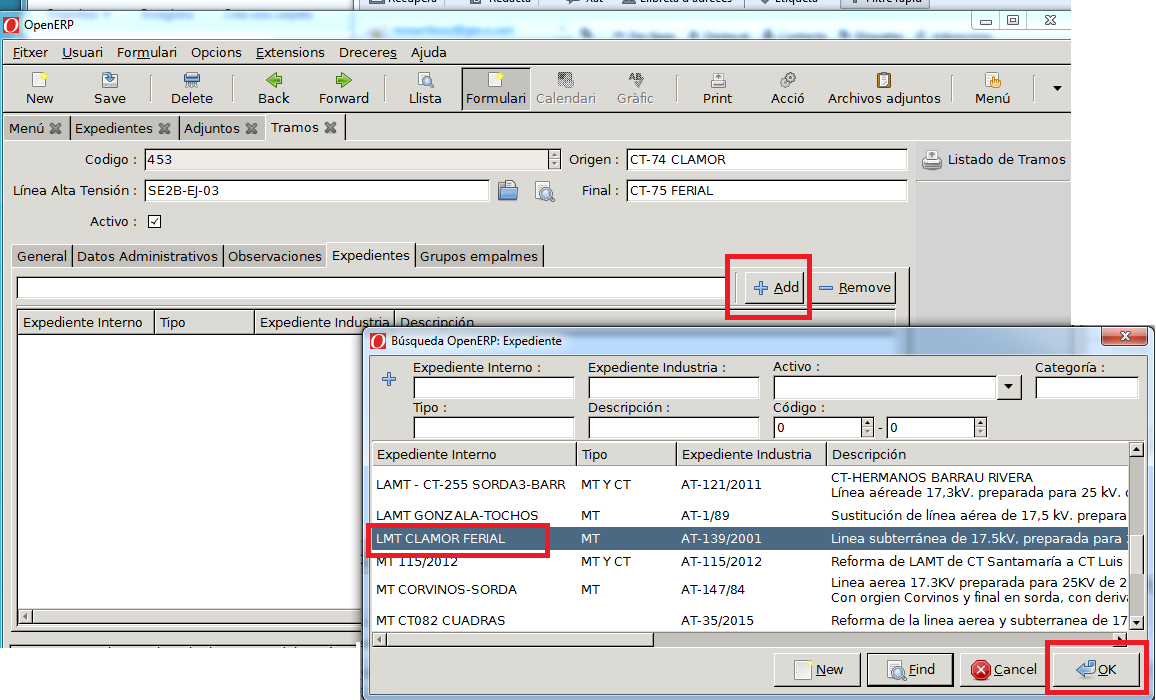 Recupera Redacta Xat Llibreta d'adreces Etiqueta Filtre ràpid
OpenERP
Fitxer Usuari Formulari Opcions Extensions Dreceres Ajuda
New Save Delete Back Forward Llista Formulari Calendari Gràfic Print Acció Archivos adjuntos Menú
Menú Expedientes Adjuntos Tramos
Codigo : 453 Origen : CT-74 CLAMOR Listado de Tramos
Línea Alta Tensión : SE2B-EJ-03 Final : CT-75 FERIAL
Activo :
General Datos Administrativos Observaciones Expedientes Grupos empalmes
Add Remove
Expediente Interno Tipo Expediente Industria Descripción
Búsqueda OpenERP: Expediente
Expediente Interno : Expediente Industria : Activo : Categoría :
Tipo : Descripción : Código :
0 - 0
Expediente Interno Tipo Expediente Industria Descripción
LAMT - CT-255 SORDA3-BARR MT Y CT AT-121/2011 CT-HERMANOS BARRAU RIVERA
Línea aéreade 17,3kV. preparada para 25 kV.
LAMT GONZALA-TOCHOS MT AT-1/89 Sustitución de línea aérea de 17,5 kV. prepara
LMT CLAMOR FERIAL MT AT-139/2001 Linea subterránea de 17.5kV, preparada para
MT 115/2012 MT Y CT AT-115/2012 Reforma de LAMT de CT Santamaría a CT Luis
MT CORVINOS-SORDA MT AT-147/84 Linea aerea 17.3KV preparada para 25KV de 2
Con orgien Corvinos y final en sorda, con deriva
MT CT082 CUADRAS AT-35/2015 Reforma de la linea aerea y subterranea de 17
New Find Cancel OK